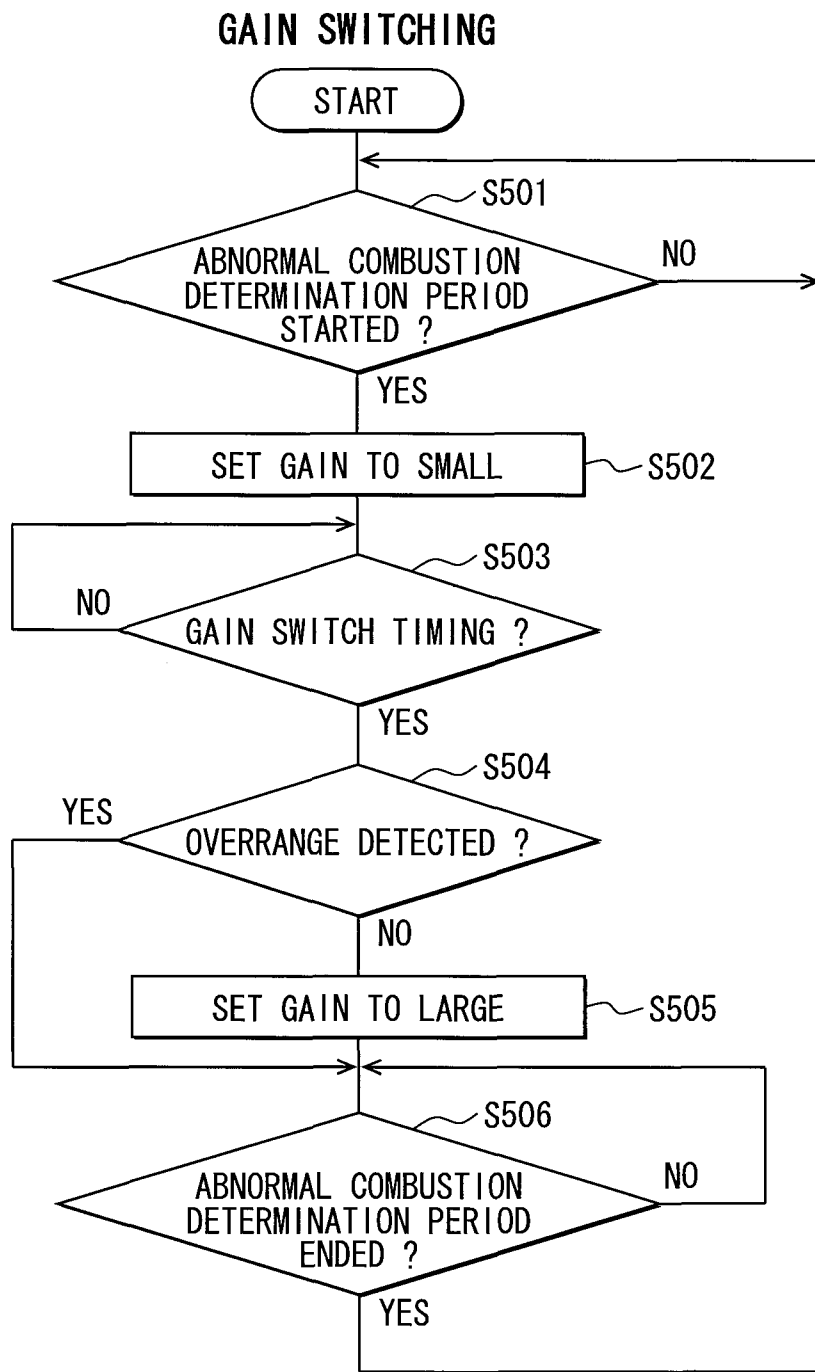 GAIN SWITCHING
START
S501
ABNORMAL COMBUSTION
DETERMINATION PERIOD
STARTED ?
NO
YES
SET GAIN TO SMALL
S502
S503
NO
GAIN SWITCH TIMING ?
YES
S504
YES
OVERRANGE DETECTED ?
NO
SET GAIN TO LARGE
S505
S506
ABNORMAL COMBUSTION
DETERMINATION PERIOD
ENDED ?
NO
YES